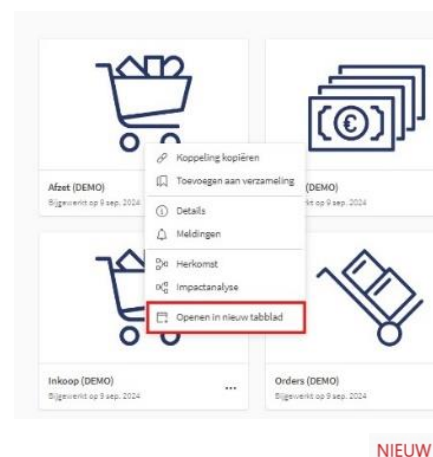 Afzet (DEMO)
Bijgewerkt op 9 sep. 2024
(DEMO)
kt op 9 sep. 2024
Koppeling kopiëren
Toevoegen aan verzameling
Details
Meldingen
Herkomst
Impactanalyse
Openen in nieuw tabblad
Inkoop (DEMO)
Bijgewerkt op 9 sep. 2024
...
Orders (DEMO)
Bijgewerkt op 9 sep. 2024
NIEUW